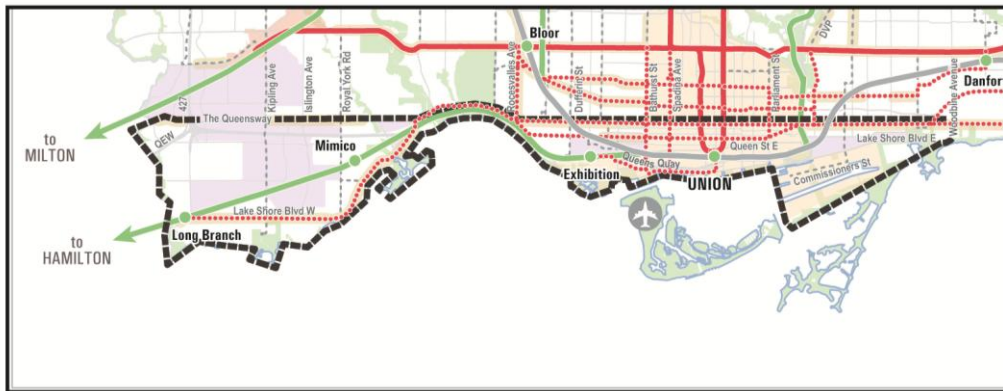 Bloor
DVP
Danfor
427
Kipling Ave
Islington Ave
Royal York Rd
Roncesvalles Ave
Dufferin St
Bathurst St
Spadina Ave
Parliament St
Woodbine Avenue
The Queensway
QEW
to
MILTON
Mimico
Lake Shore Blvd E
Queen St E
Queens Quay
Exhibition
UNION
Commissioners St
Lake Shore Blvd W
Long Branch
to
HAMILTON